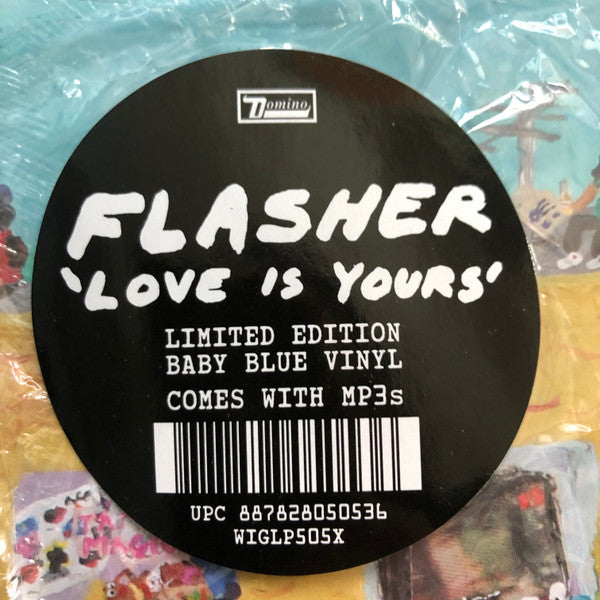 Domino
FLASHER
'LOVE IS YOURS'
LIMITED EDITION
BABY BLUE VINYL
COMES WITH MP3s
UPC 887828050536
WIGLP505X